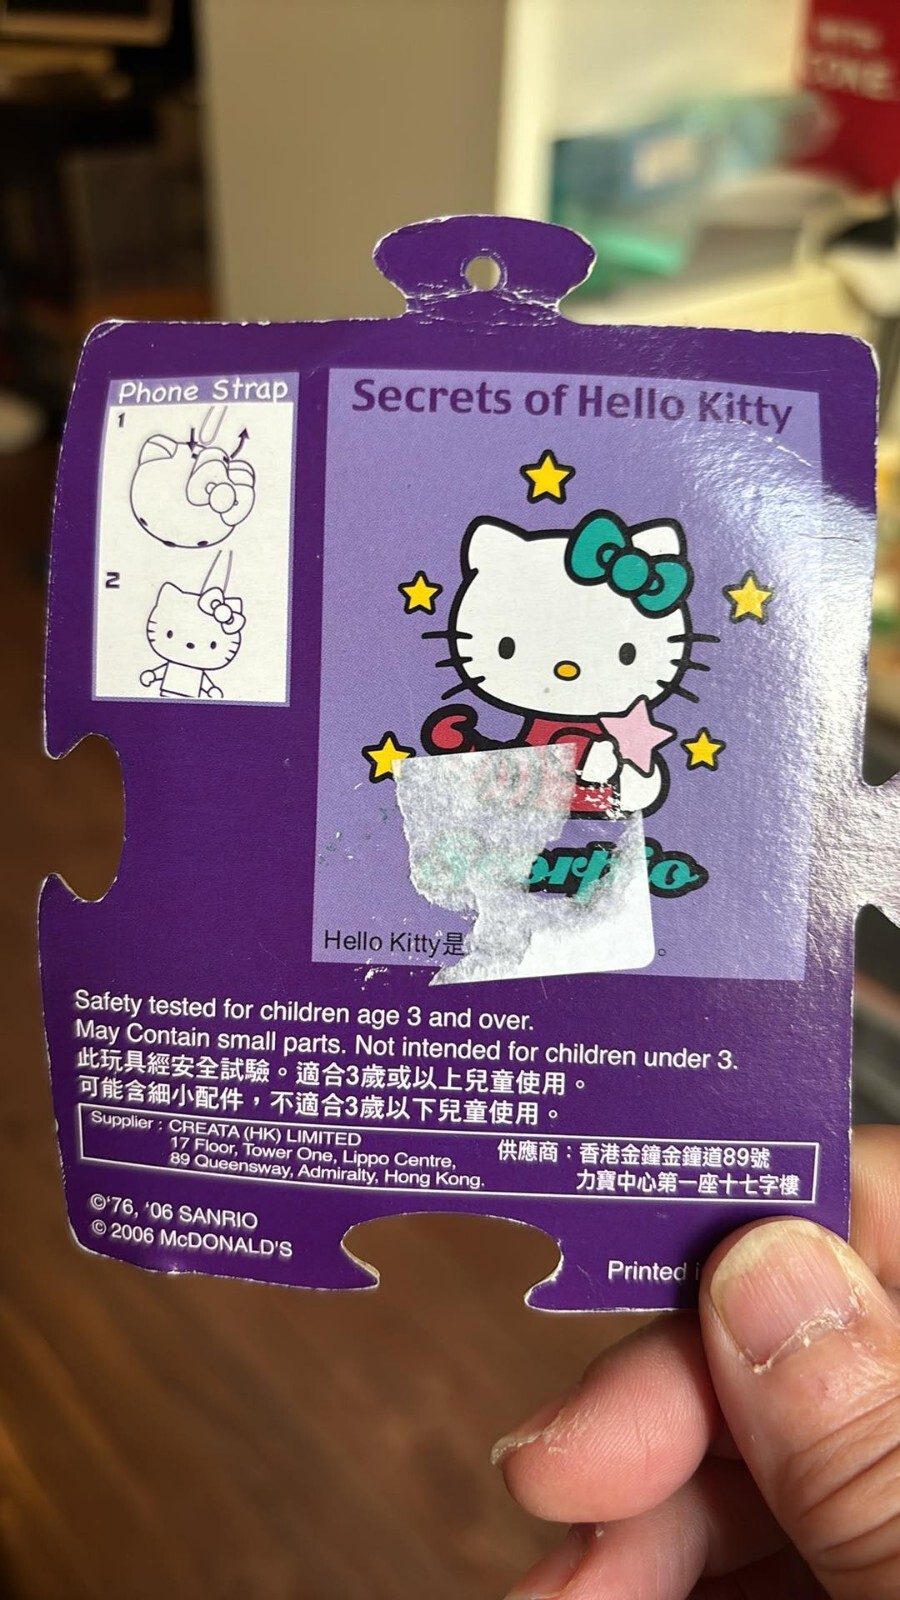 Phone Strap
1
2
Secrets of Hello Kitty
Scorpio
Hello Kitty是
。
Safety tested for children age 3 and over.
May Contain small parts. Not intended for children under 3.
此玩具經安全試驗。適合3歲或以上兒童使用。
可能含細小配件，不適合3歲以下兒童使用。
Supplier : CREATA (HK) LIMITED
17 Floor, Tower One, Lippo Centre,
89 Queensway, Admiralty, Hong Kong.
供應商：香港金鐘金鐘道89號
力寶中心第一座十七字樓
©'76, '06 SANRIO
© 2006 McDONALD'S
Printed